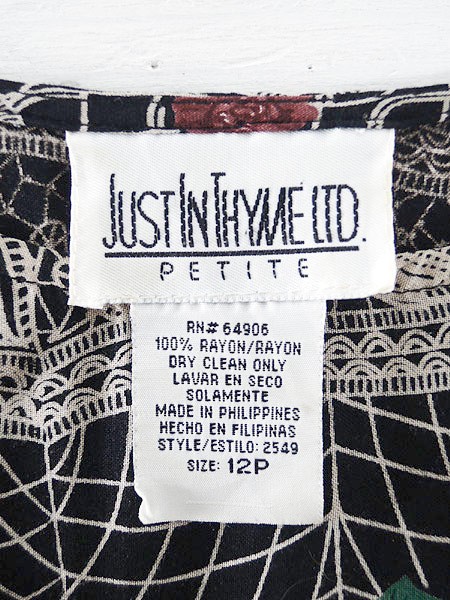 JUST IN THYME LTD.
PETITE
RN# 64906
100% RAYON/RAYON
DRY CLEAN ONLY
LAVAR EN SECO
SOLAMENTE
MADE IN PHILIPPINES
HECHO EN FILIPINAS
STYLE/ESTILO: 2549
SIZE: 12P